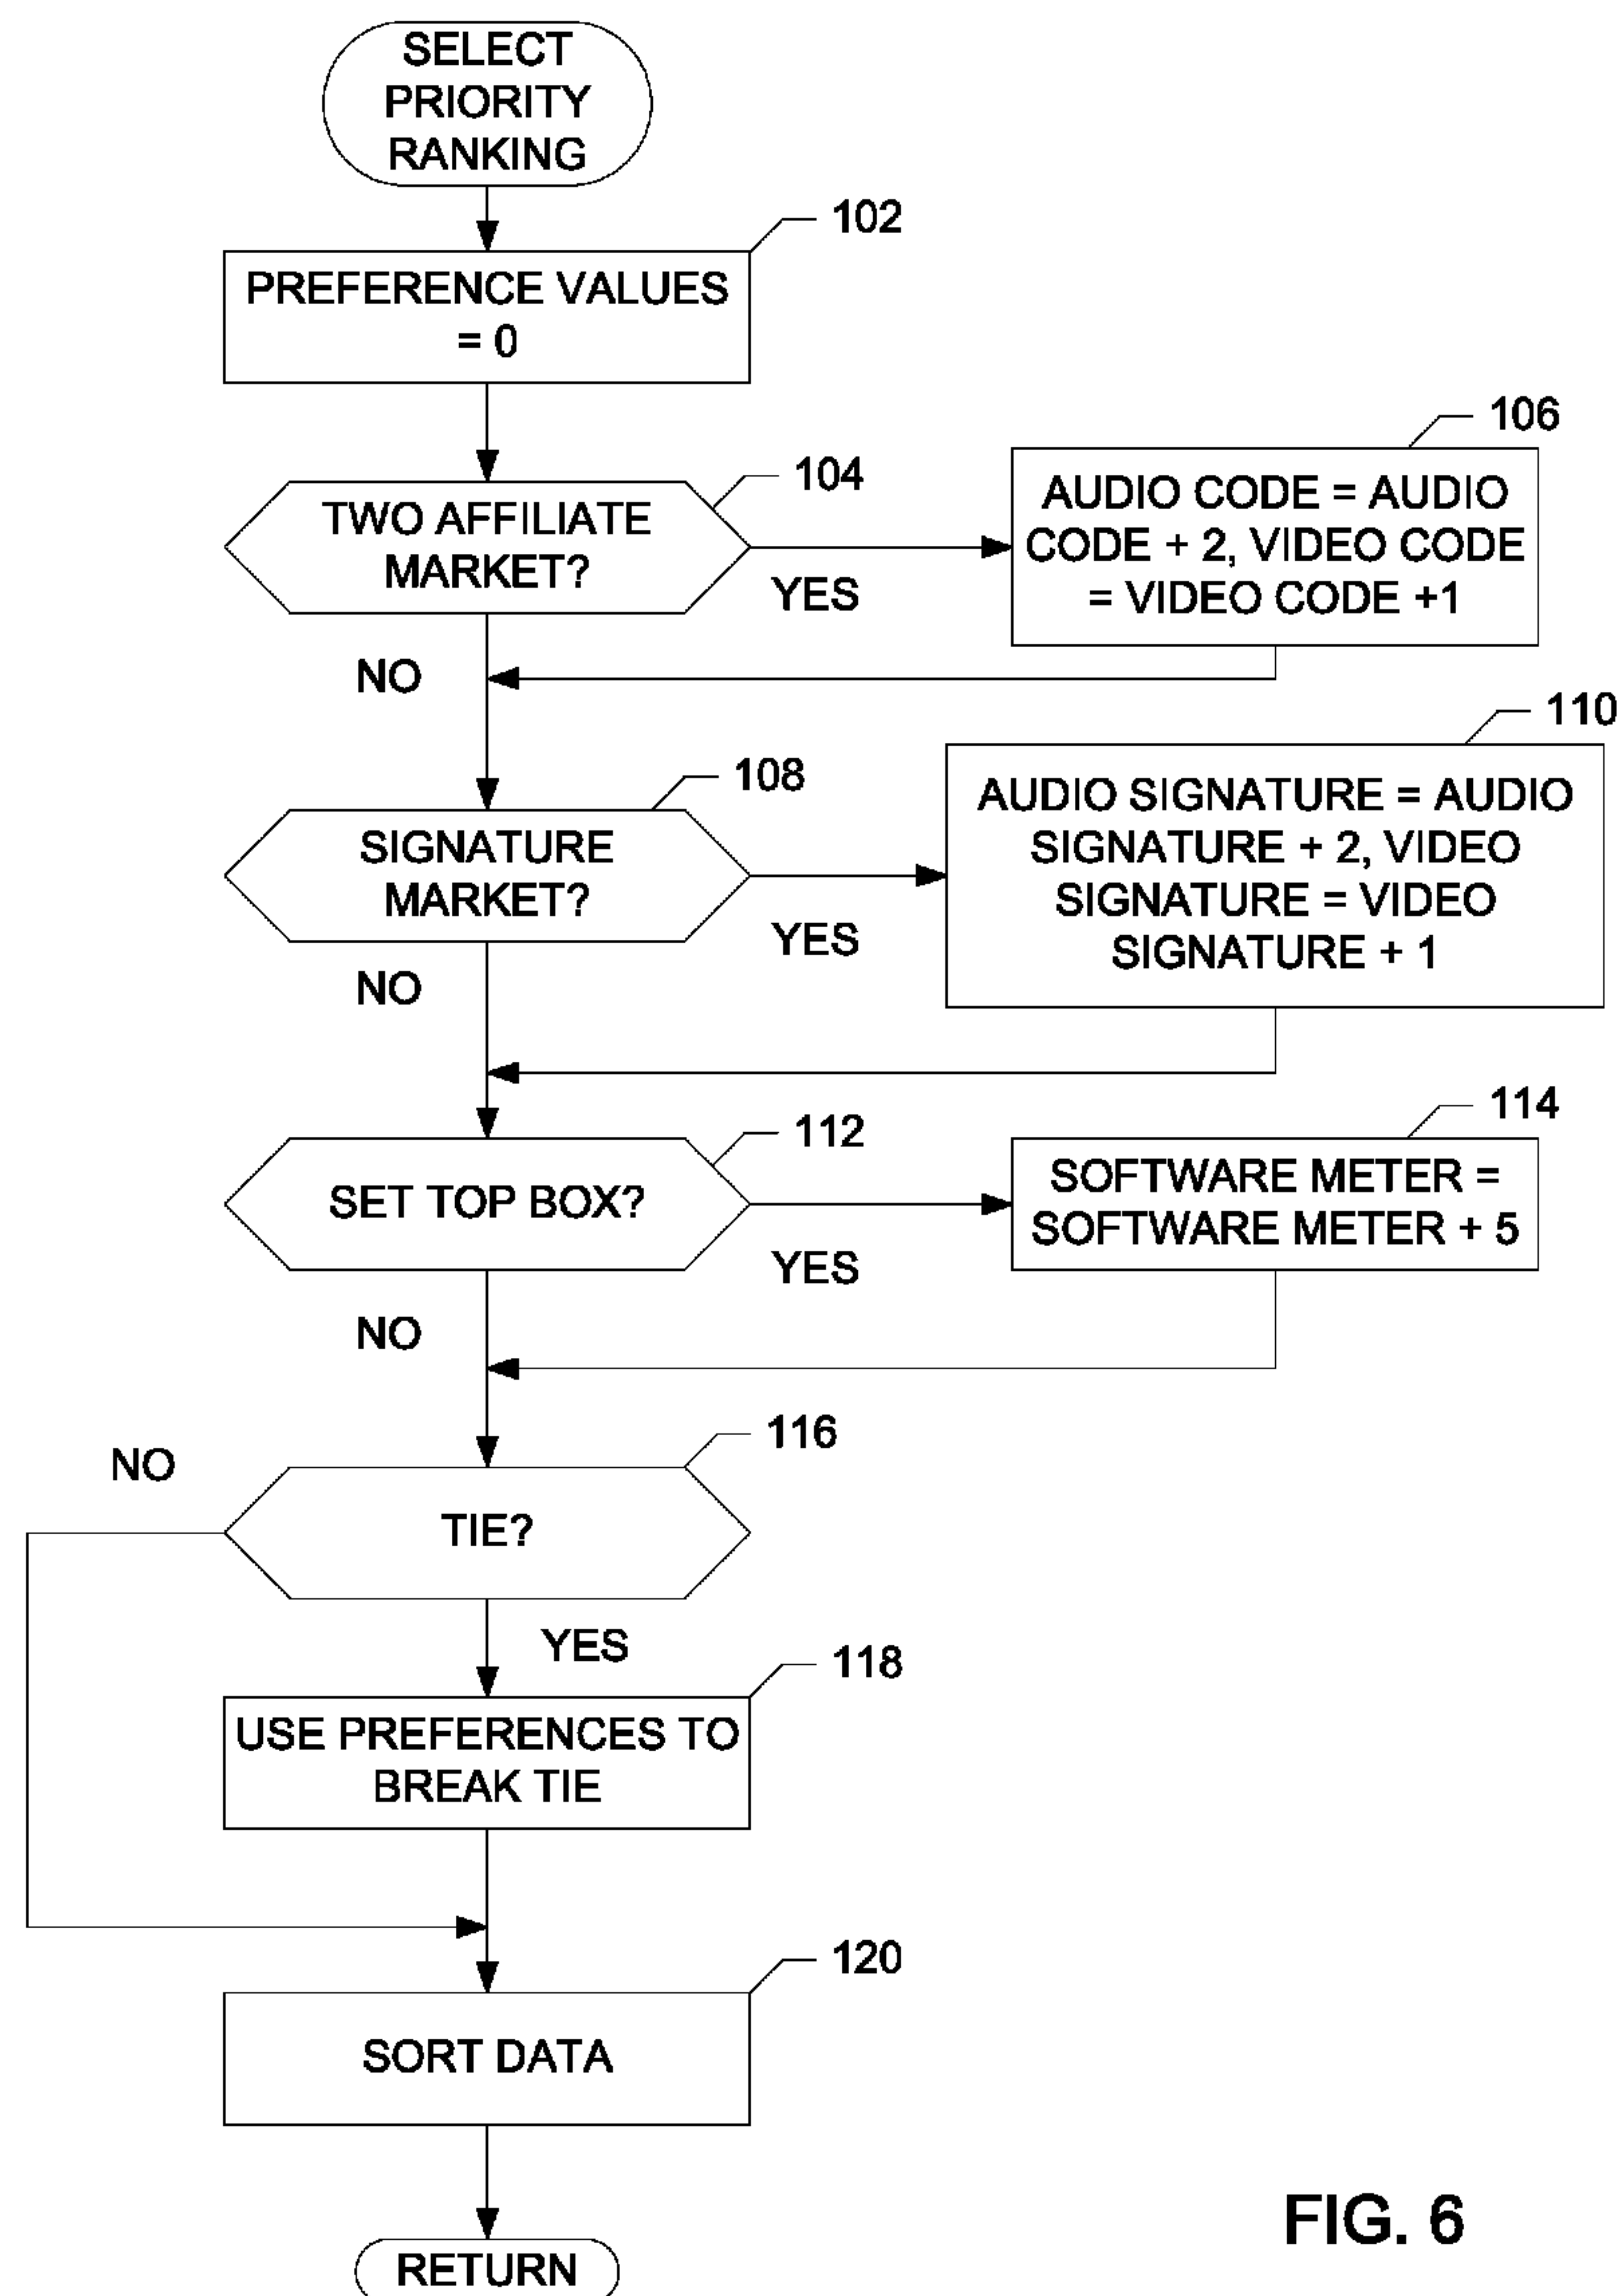 SELECT
PRIORITY
RANKING
102
PREFERENCE VALUES
= 0
106
104
TWO AFFILIATE
MARKET?
YES
AUDIO CODE = AUDIO
CODE + 2, VIDEO CODE
= VIDEO CODE +1
NO
110
108
SIGNATURE
MARKET?
YES
AUDIO SIGNATURE = AUDIO
SIGNATURE + 2, VIDEO
SIGNATURE = VIDEO
SIGNATURE + 1
NO
114
112
SET TOP BOX?
YES
SOFTWARE METER =
SOFTWARE METER + 5
NO
116
NO
TIE?
YES
118
USE PREFERENCES TO
BREAK TIE
120
SORT DATA
RETURN
FIG. 6